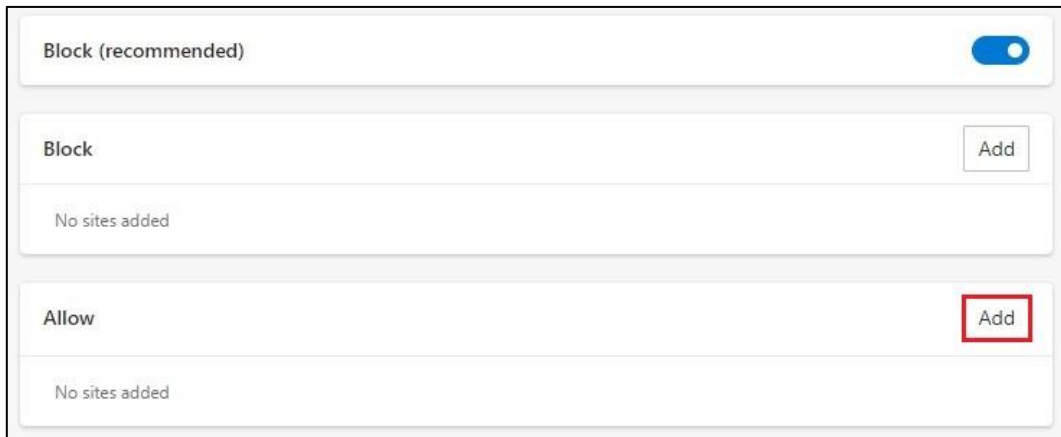 Block (recommended)
Block
Add
No sites added
Allow
Add
No sites added